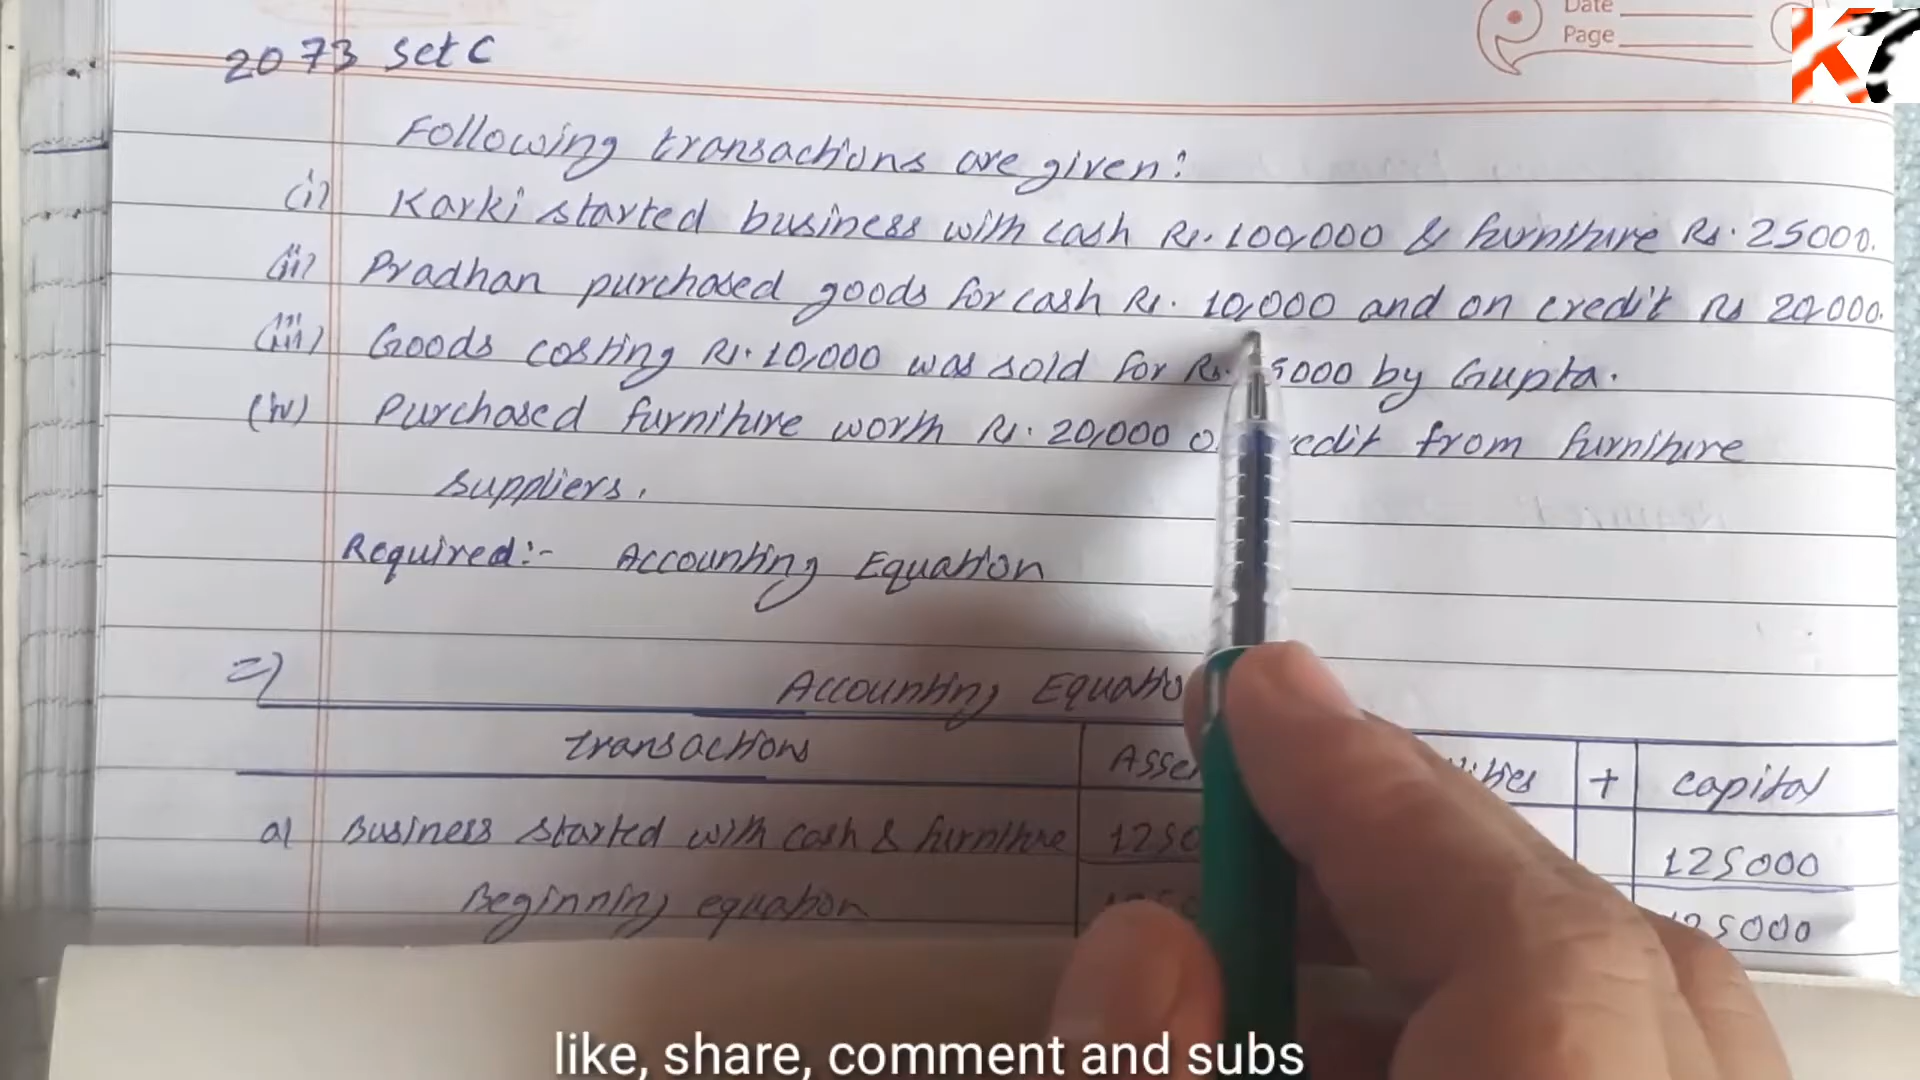 Date
Page
2073 Set C
Following transactions are given:
(i) Karki started business with cash Rs. 100,000 & furniture Rs. 25000.
(ii) Pradhan purchased goods for cash Rs. 10,000 and on credit Rs 20,000.
(iii) Goods costing Rs. 10,000 was sold for Rs. 5000 by Gupta.
(iv) Purchased furniture worth Rs. 20,000 from furniture
suppliers.
Required:- Accounting Equation
=) Accounting Equatio
transactions + capital
a) Business started with cash & furniture 125000
Beginning equation
like, share, comment and subs